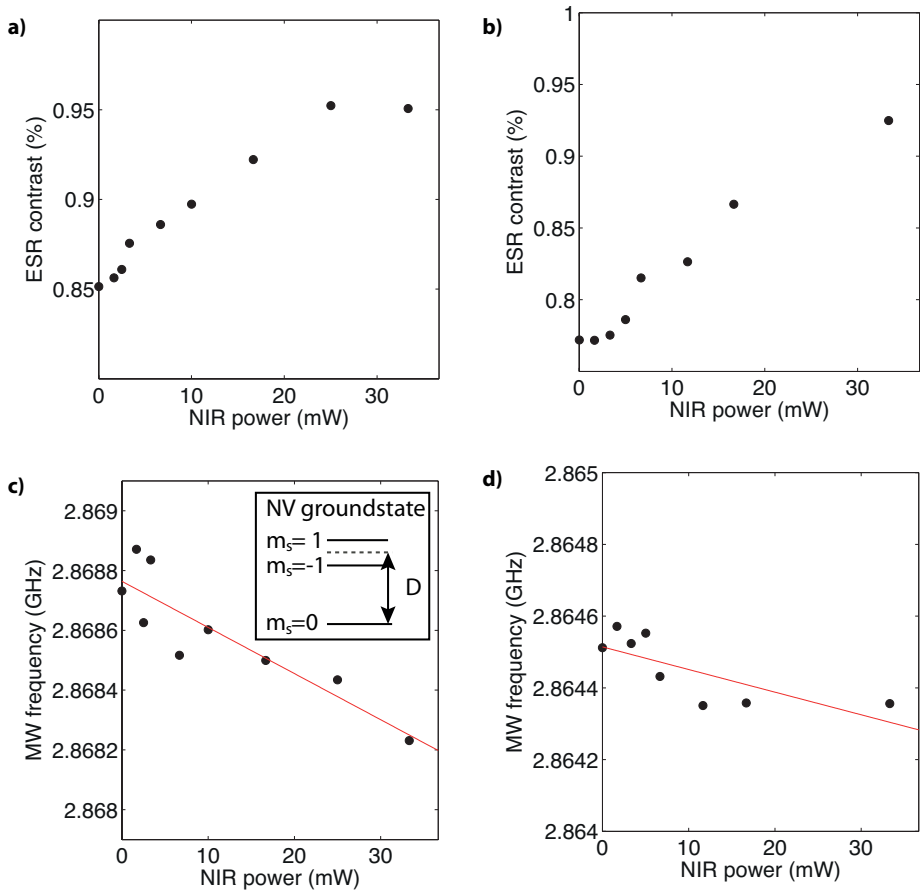 a)
0.95
0.9
0.85
ESR contrast (%)
0 10 20 30
NIR power (mW)
b)
1
0.95
0.9
0.85
0.8
ESR contrast (%)
0 10 20 30
NIR power (mW)
c)
2.869
2.8688
2.8686
2.8684
2.8682
2.868
MW frequency (GHz)
NV groundstate
m_s= 1
m_s=-1
D
m_s=0
0 10 20 30
NIR power (mW)
d)
2.865
2.8648
2.8646
2.8644
2.8642
2.864
MW frequency (GHz)
0 10 20 30
NIR power (mW)